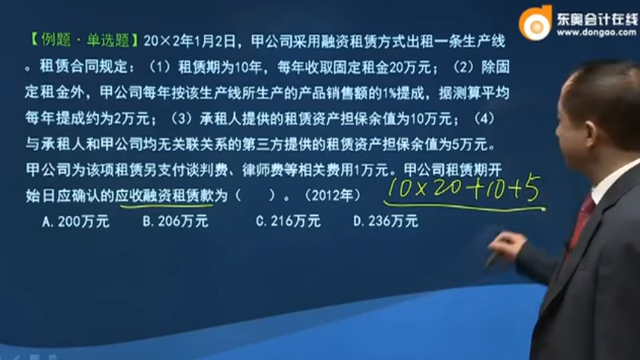 东奥会计在线
www.dongao.com
【例题·单选题】20×2年1月2日，甲公司采用融资租赁方式出租一条生产线
。租赁合同规定：（1）租赁期为10年，每年收取固定租金20万元；（2）除固
定租金外，甲公司每年按该生产线所生产的产品销售额的1%提成，据测算平均
每年提成约为2万元；（3）承租人提供的租赁资产担保余值为10万元；（4）
与承租人和甲公司均无关联关系的第三方提供的租赁资产担保余值为5万元。
甲公司为该项租赁另支付谈判费、律师费等相关费用1万元。甲公司租赁期开
始日应确认的应收融资租赁款为（ ）。（2012年）
10×20+10+5
A.200万元 B.206万元 C.216万元 D.236万元